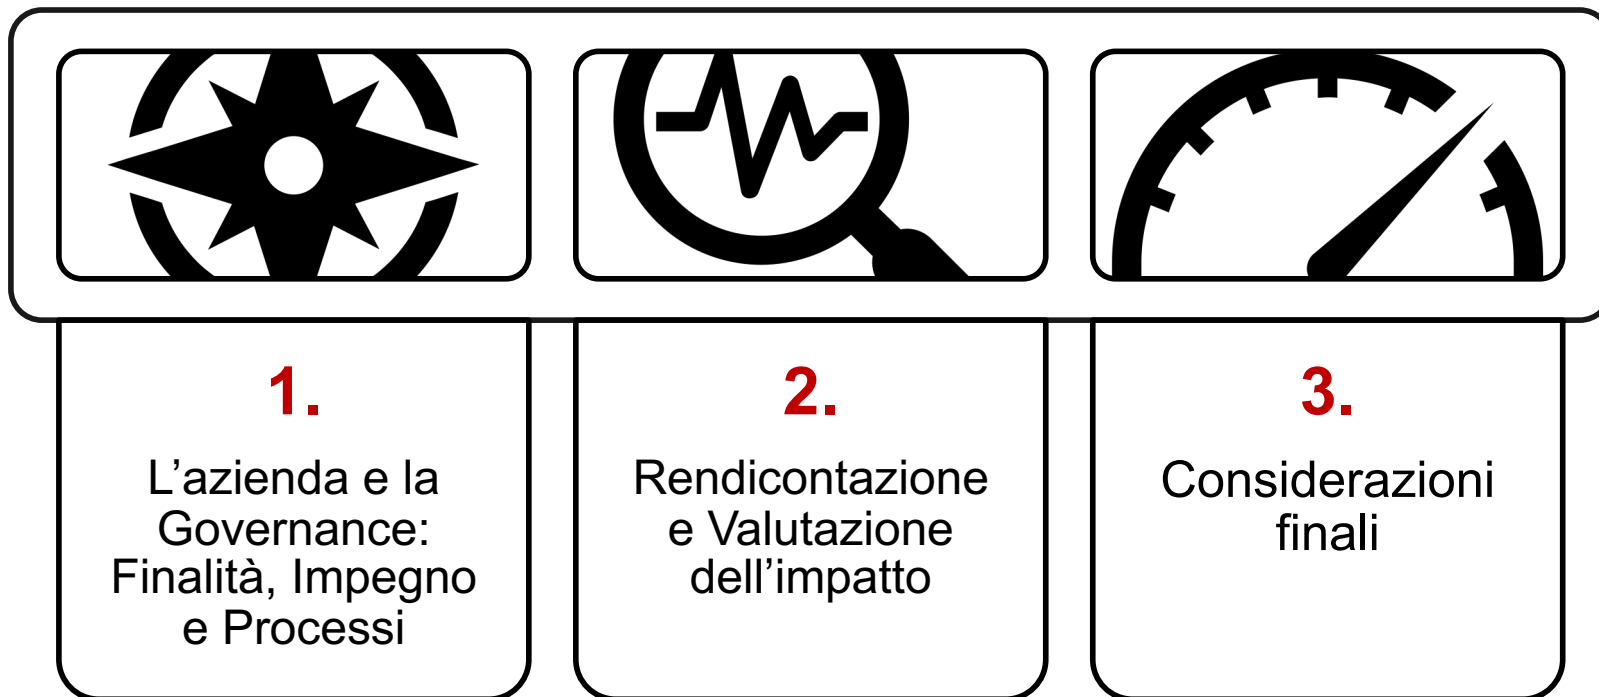 1.
L’azienda e la
Governance:
Finalità, Impegno
e Processi
2.
Rendicontazione
e Valutazione
dell’impatto
3.
Considerazioni
finali